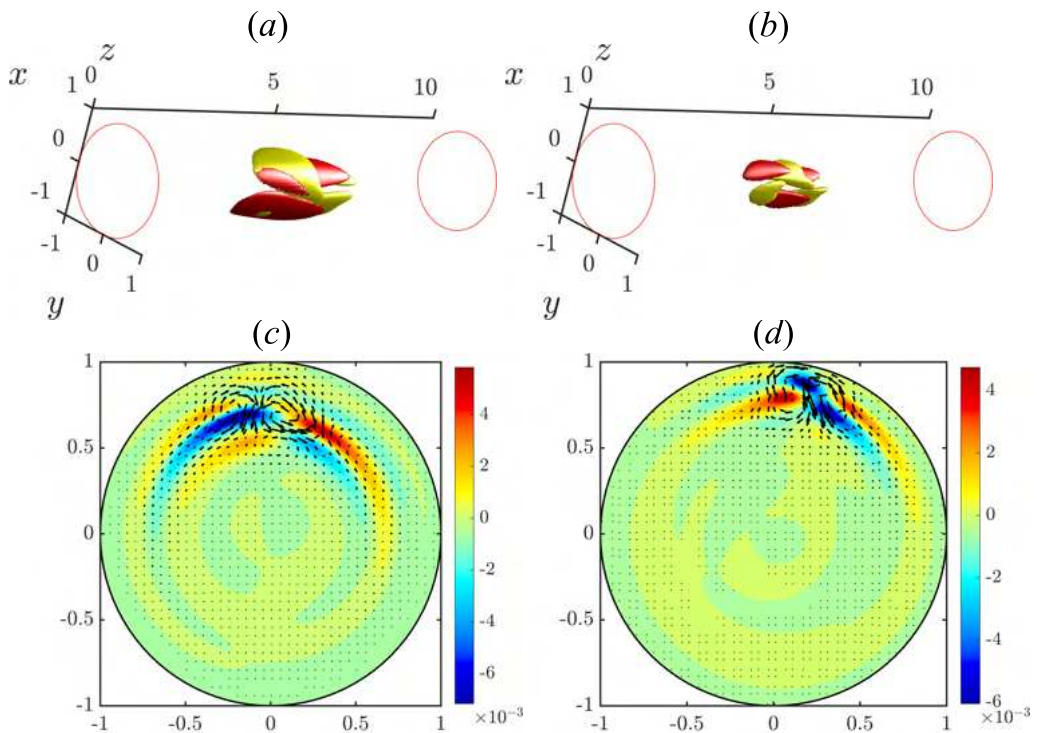 (a) (b)
z z
x 1 0 5 10 x 1 0 5 10
0 0
-1 -1
-1 0 1 -1 0 1
y y
(c) (d)
1 1
4 4
0.5 0.5
2 2
0 0 0 0
-2 -2
-0.5 -4 -0.5 -4
-6
-1 -1 -6
×10⁻³ ×10⁻³
-1 -0.5 0 0.5 1 -1 -0.5 0 0.5 1